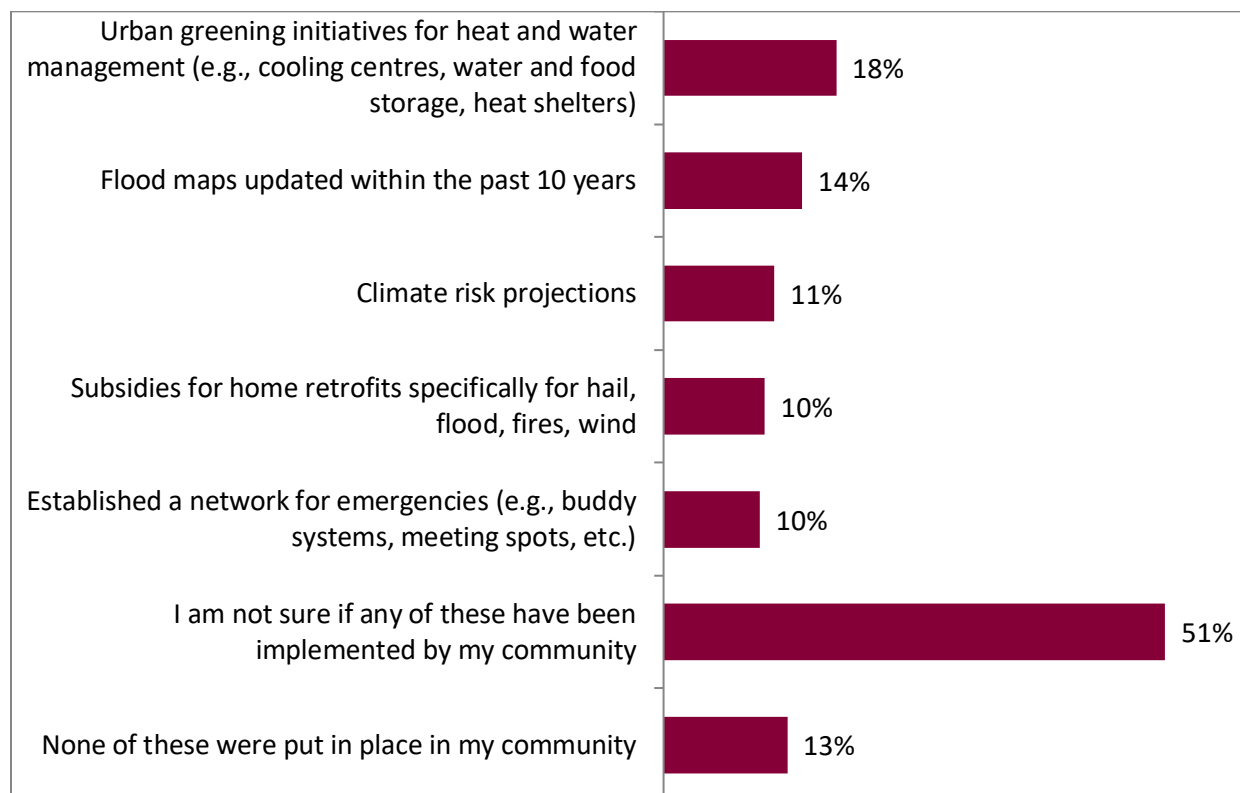 Urban greening initiatives for heat and water
management (e.g., cooling centres, water and food
storage, heat shelters)
18%
Flood maps updated within the past 10 years
14%
Climate risk projections
11%
Subsidies for home retrofits specifically for hail,
flood, fires, wind
10%
Established a network for emergencies (e.g., buddy
systems, meeting spots, etc.)
10%
I am not sure if any of these have been
implemented by my community
51%
None of these were put in place in my community
13%